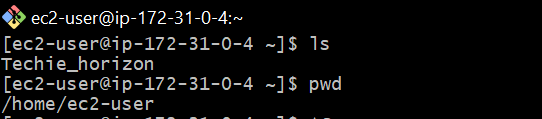 ec2-user@ip-172-31-0-4:~
[ec2-user@ip-172-31-0-4 ~]$ ls
Techie_horizon
[ec2-user@ip-172-31-0-4 ~]$ pwd
/home/ec2-user